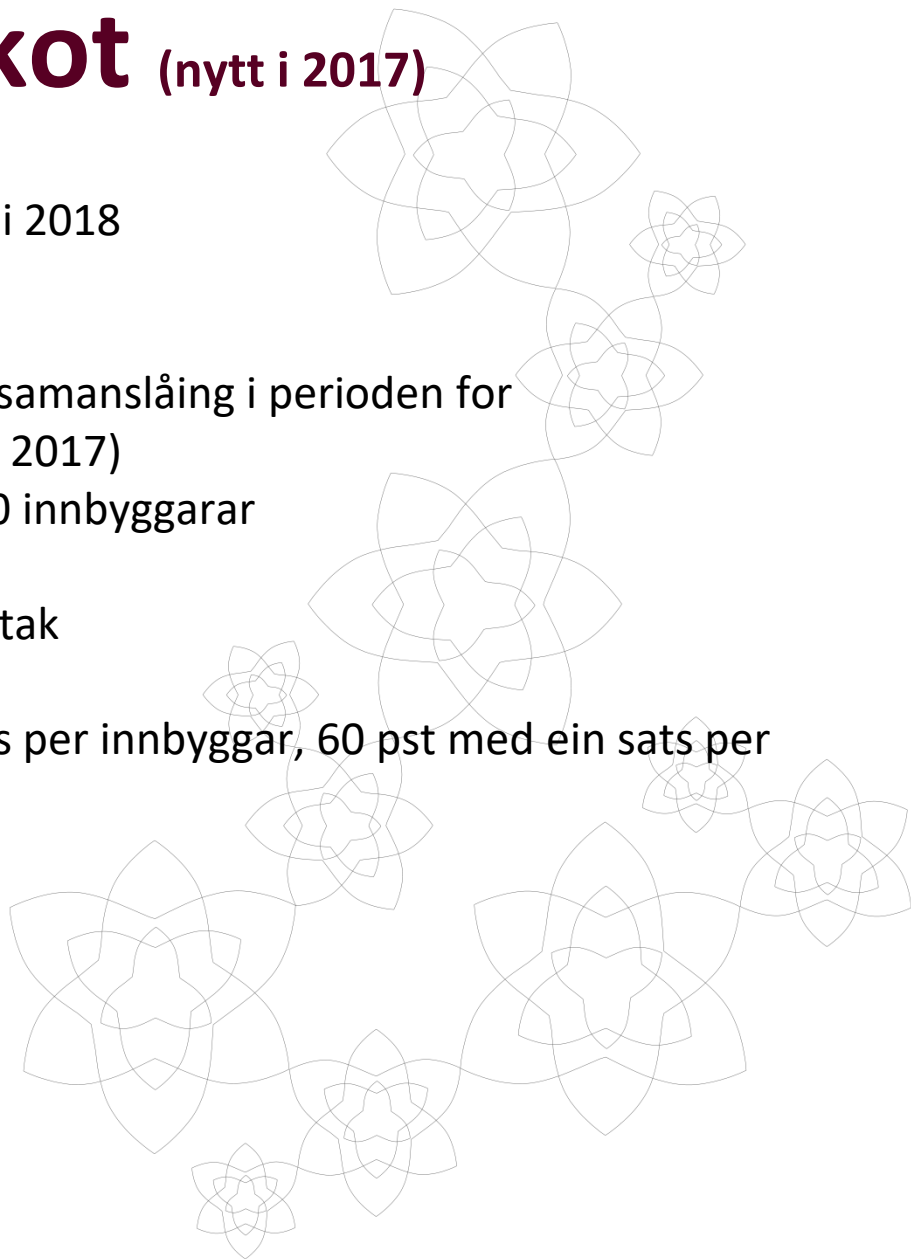 kot (nytt i 2017)
i 2018
samanslåing i perioden for
2017)
0 innbyggarar
tak
s per innbyggar, 60 pst med ein sats per